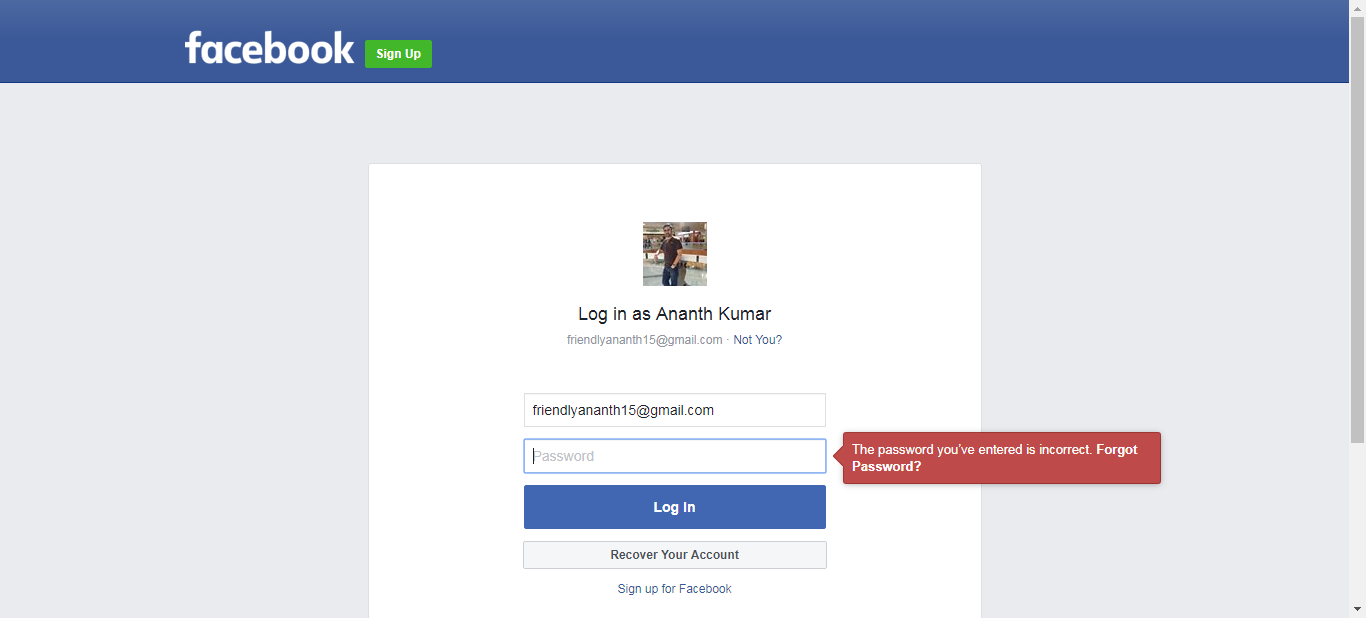 facebook
Sign Up
Log in as Ananth Kumar
friendlyananth15@gmail.com · Not You?
friendlyananth15@gmail.com
Password
The password you've entered is incorrect. Forgot
Password?
Log In
Recover Your Account
Sign up for Facebook